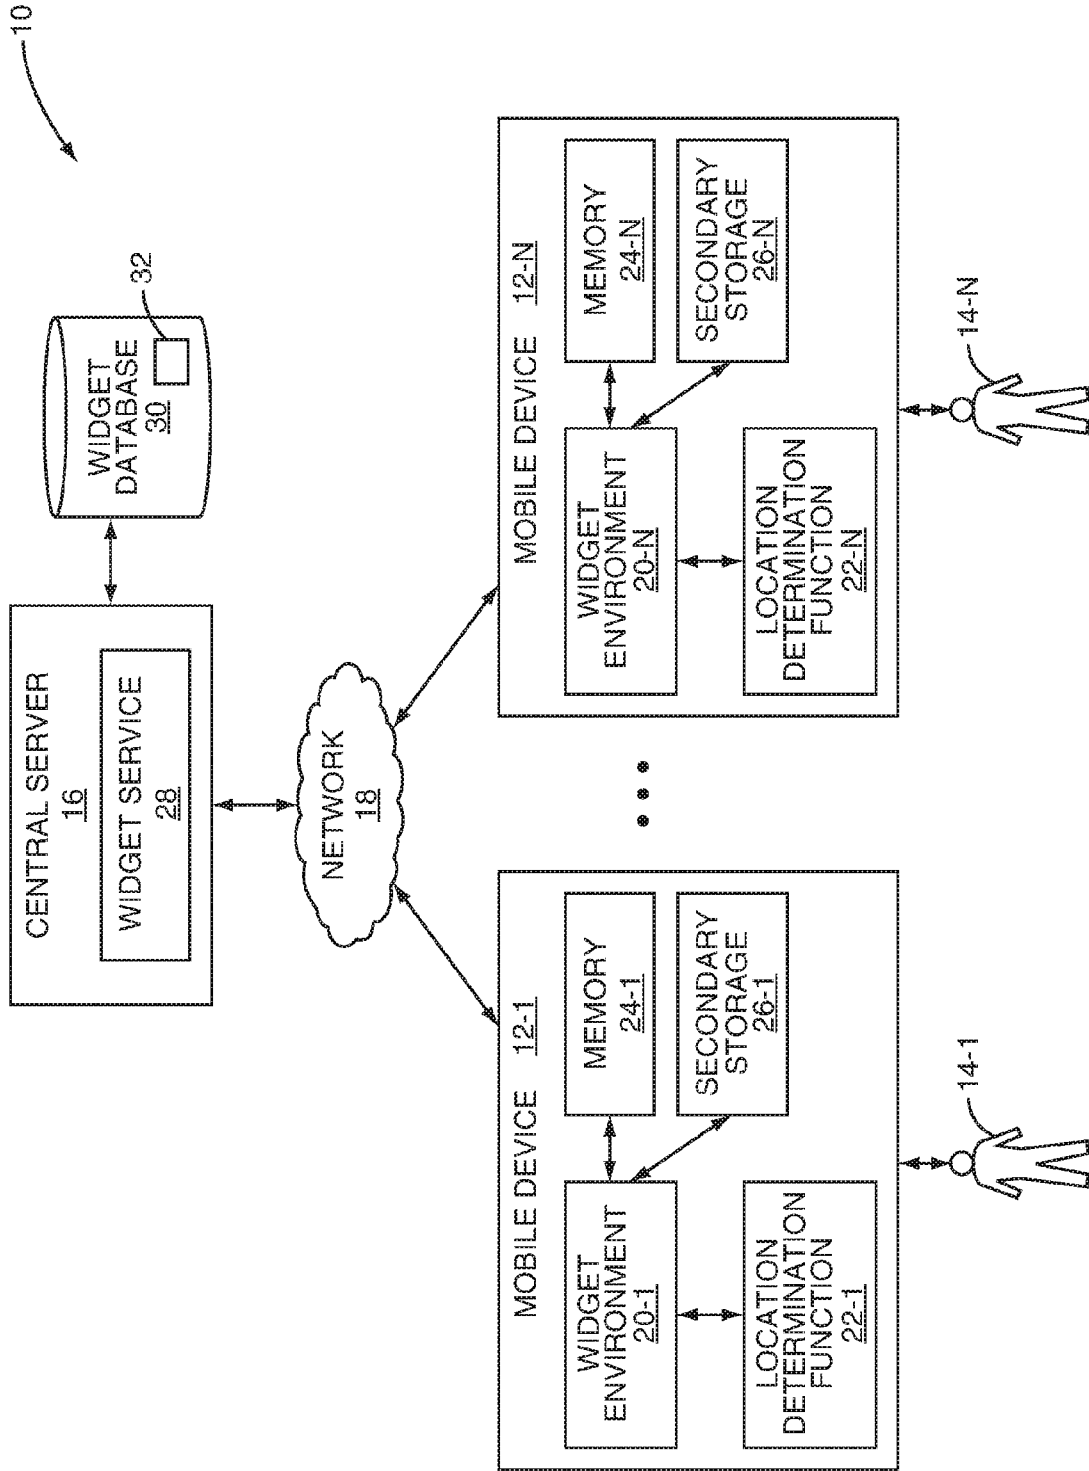 10
CENTRAL SERVER
16
WIDGET SERVICE
28
WIDGET
DATABASE
30
32
NETWORK
18
MOBILE DEVICE 12-1
WIDGET
ENVIRONMENT
20-1
MEMORY
24-1
SECONDARY
STORAGE
26-1
LOCATION
DETERMINATION
FUNCTION
22-1
14-1
MOBILE DEVICE 12-N
WIDGET
ENVIRONMENT
20-N
MEMORY
24-N
SECONDARY
STORAGE
26-N
LOCATION
DETERMINATION
FUNCTION
22-N
14-N